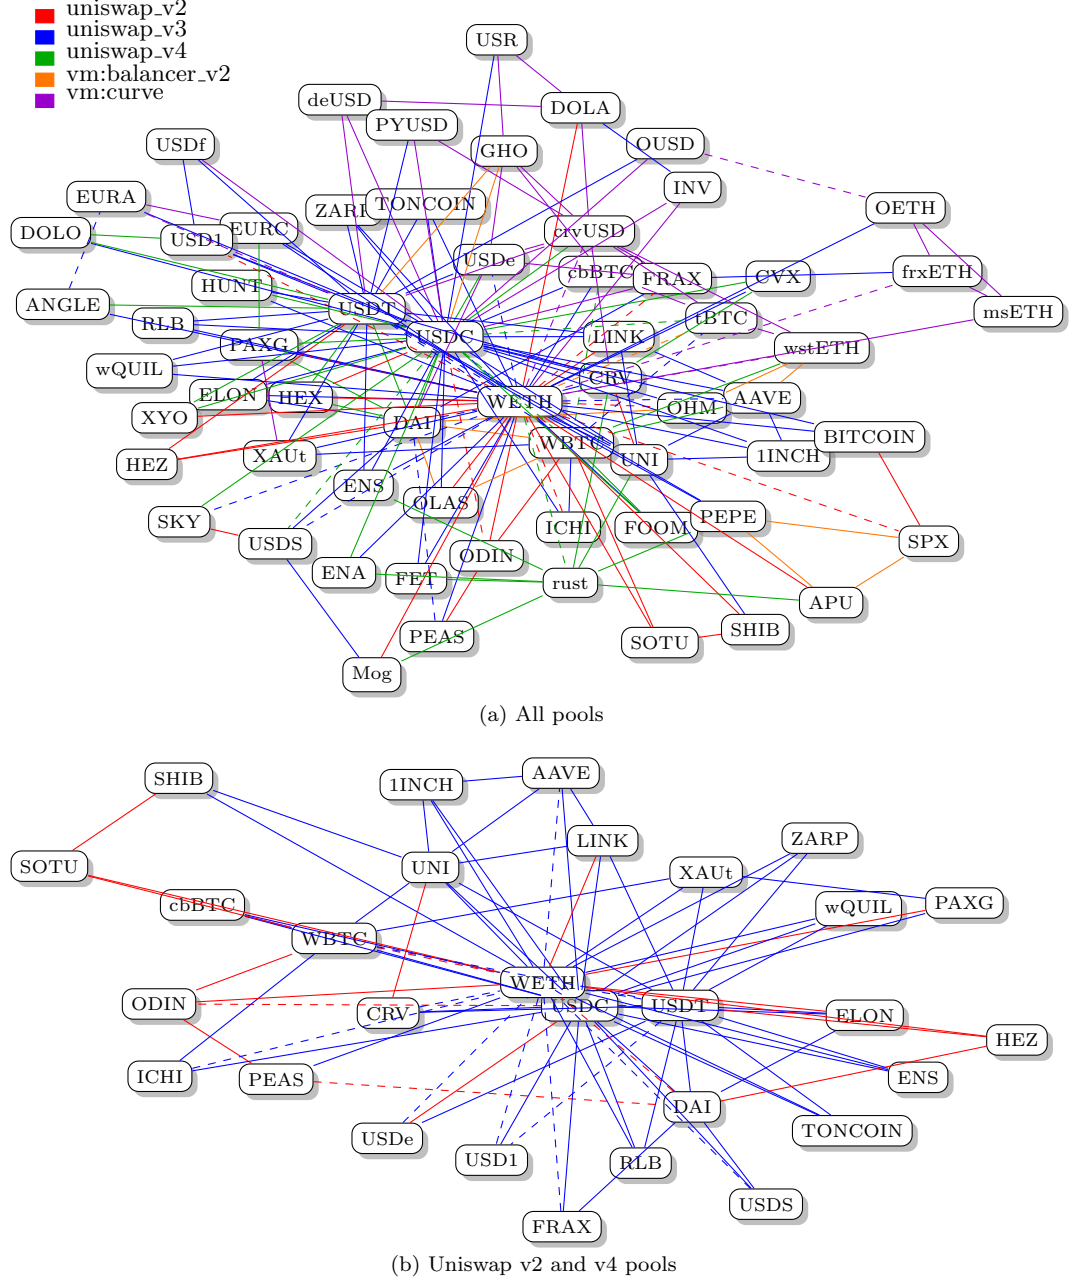 uniswap_v2
uniswap_v3
uniswap_v4
vm:balancer_v2
vm:curve
USR
deUSD
DOLA
PYUSD
USDf
GHO
OUSD
INV
EURA
ZARP
TONCOIN
OETH
DOLO
EURC
USD1
crvUSD
USDe
cbBTC
FRAX
CVX
frxETH
HUNT
ANGLE
USDT
msETH
RLB
tBTC
PAXG
USDC
LINK
wstETH
wQUIL
CRV
ELON
HEX
WETH
AAVE
OHM
XYO
DAI
BITCOIN
WBTC
HEZ
XAUt
UNI
1INCH
ENS
OLAS
SKY
ICHI
FOOM
PEPE
USDS
SPX
ODIN
ENA
FET
rust
APU
PEAS
SOTU
SHIB
Mog
(a) All pools
SHIB
1INCH
AAVE
LINK
ZARP
SOTU
UNI
XAUt
cbBTC
wQUIL
PAXG
WBTC
WETH
ODIN
CRV
USDC
USDT
ELON
HEZ
ICHI
PEAS
ENS
DAI
USDe
TONCOIN
USD1
RLB
USDS
FRAX
(b) Uniswap v2 and v4 pools